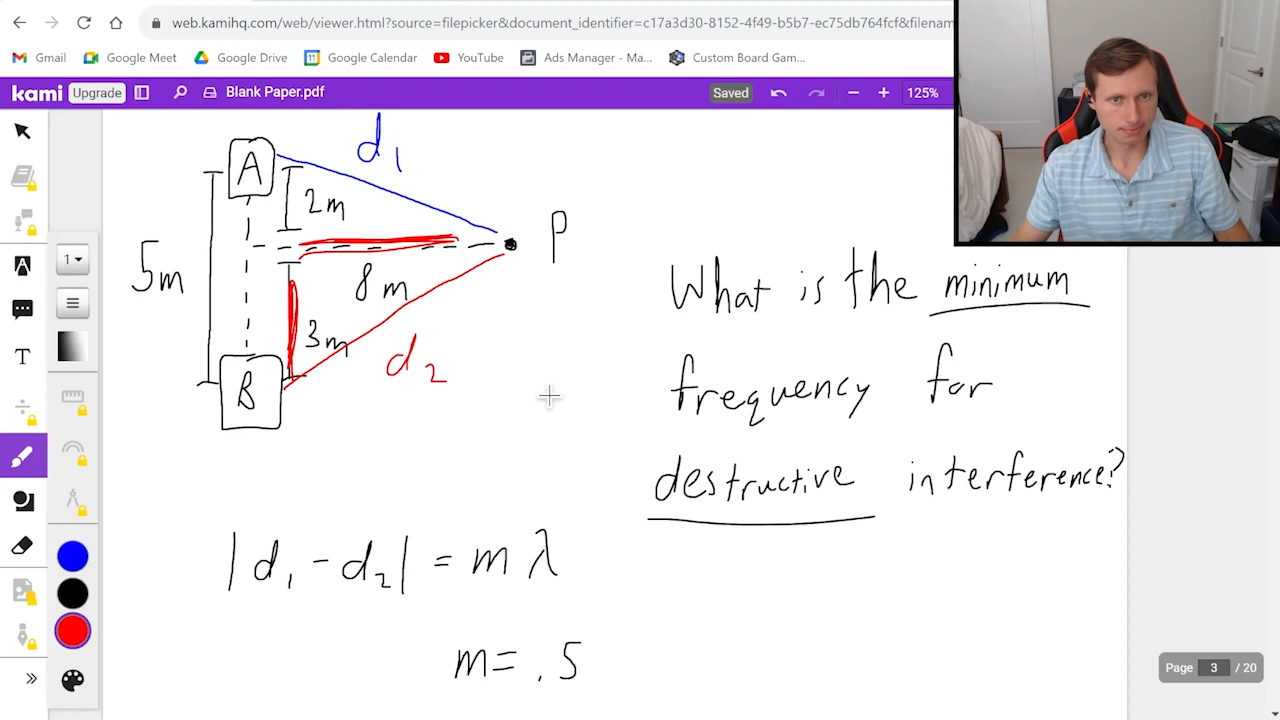 web.kamihq.com/web/viewer.html?source=filepicker&document_identifier=c17a3d30-8152-4f49-b5b7-ec75db764fcf&filenam
Gmail Google Meet Google Drive 11 Google Calendar YouTube Ads Manager - Ma... Custom Board Gam...
kami Upgrade Blank Paper.pdf Saved 125%
1
A
T
A
B
5m
2m
8m
3m
d1
d2
P
What is the minimum
frequency for
destructive interference?
|d1 - d2| = m λ
m= .5
Page 3 / 20